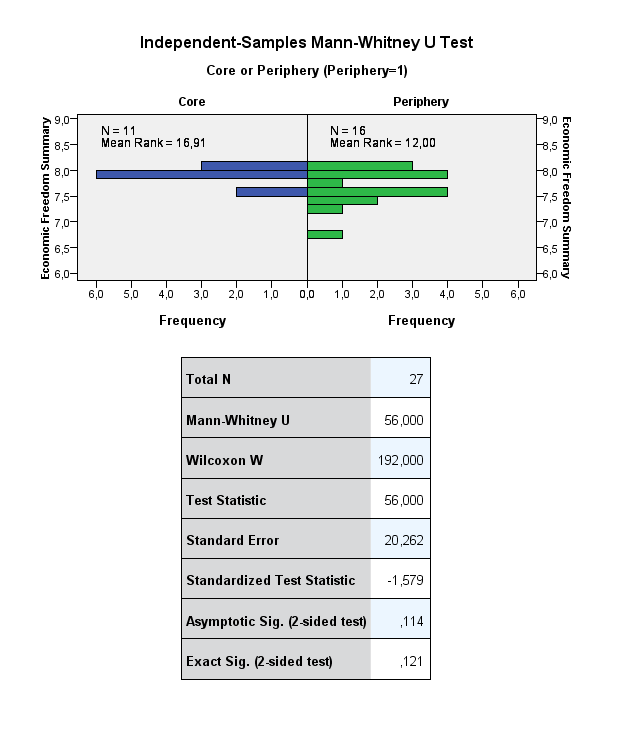 Independent-Samples Mann-Whitney U Test
Core or Periphery (Periphery=1)
Core Periphery
Economic Freedom Summary
9,0
8,5
8,0
7,5
7,0
6,5
6,0
N = 11
Mean Rank = 16,91
N = 16
Mean Rank = 12,00
9,0
8,5
8,0
7,5
7,0
6,5
6,0
Economic Freedom Summary
6,0 5,0 4,0 3,0 2,0 1,0 0,0 1,0 2,0 3,0 4,0 5,0 6,0
Frequency Frequency
Total N 27
Mann-Whitney U 56,000
Wilcoxon W 192,000
Test Statistic 56,000
Standard Error 20,262
Standardized Test Statistic -1,579
Asymptotic Sig. (2-sided test) ,114
Exact Sig. (2-sided test) ,121